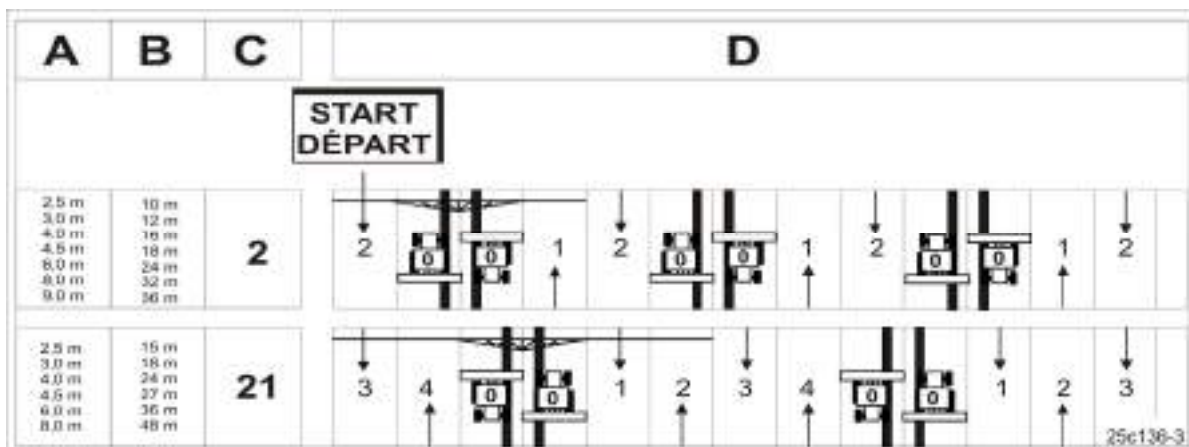 A B C D
START
DÉPART
2,5 m 10 m
3,0 m 12 m
4,0 m 16 m
4,5 m 18 m
6,0 m 24 m
8,0 m 32 m
9,0 m 36 m
2
2 0 0 1 2 0 0 1 2 0 0 1 2
2,5 m 15 m
3,0 m 18 m
4,0 m 24 m
4,5 m 27 m
6,0 m 36 m
8,0 m 48 m
21
3 4 0 0 1 2 3 4 0 0 1 2 3
25c136-3